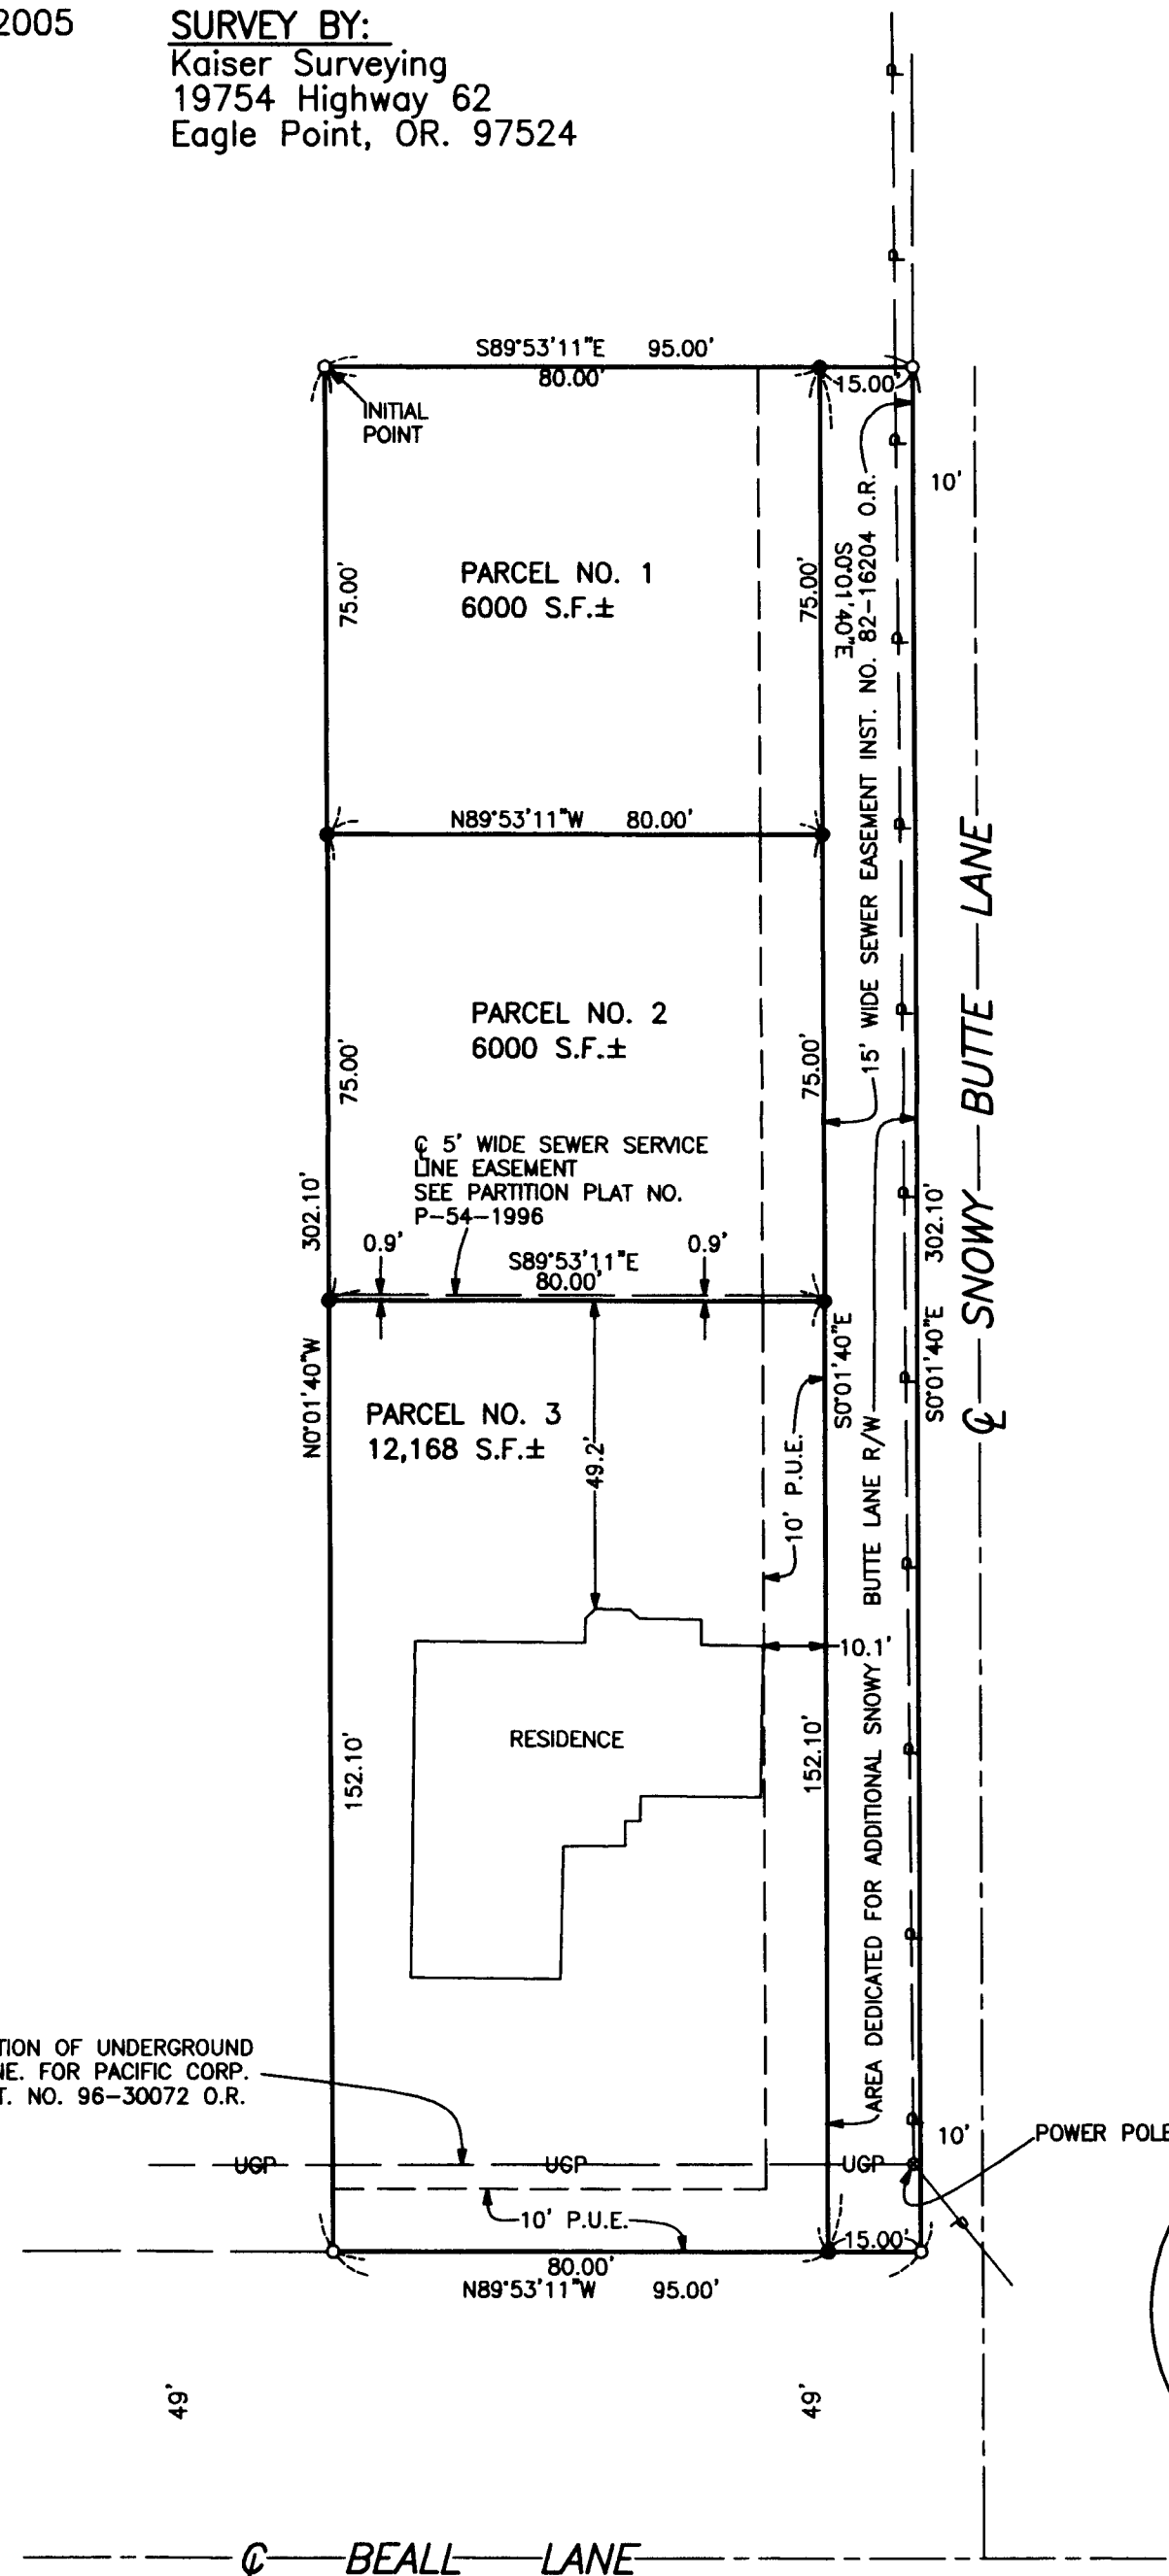 2005
SURVEY BY:
Kaiser Surveying
19754 Highway 62
Eagle Point, OR. 97524
P
P
S89°53'11"E 95.00'
80.00'
15.00'
INITIAL
POINT
P
10'
PARCEL NO. 1
6000 S.F.±
75.00'
75.00'
S0°01'40"E
15' WIDE SEWER EASEMENT INST. NO. 82-16204 O.R.
P
P
N89°53'11"W 80.00'
PARCEL NO. 2
6000 S.F.±
75.00'
75.00'
P
℄ SNOWY BUTTE LANE
℄ 5' WIDE SEWER SERVICE
LINE EASEMENT
SEE PARTITION PLAT NO.
P-54-1996
302.10'
302.10'
P
0.9'
0.9'
S89°53'11"E
80.00'
N0°01'40"W
S0°01'40"E
S0°01'40"E
P
PARCEL NO. 3
12,168 S.F.±
49.2'
10' P.U.E.
P
AREA DEDICATED FOR ADDITIONAL SNOWY BUTTE LANE R/W
10.1'
RESIDENCE
152.10'
152.10'
P
P
TION OF UNDERGROUND
NE. FOR PACIFIC CORP.
T. NO. 96-30072 O.R.
P
10'
POWER POLE
UGP
UGP
UGP
P
10' P.U.E.
15.00'
80.00'
N89°53'11"W 95.00'
49'
49'
℄ BEALL LANE